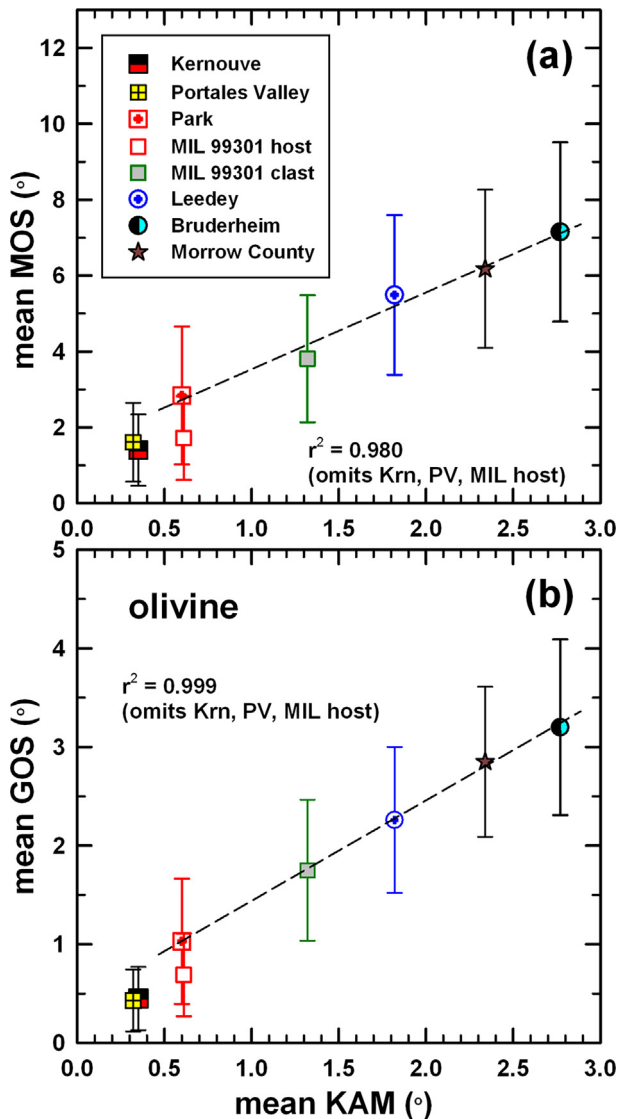 (a)
Kernouve
Portales Valley
Park
MIL 99301 host
MIL 99301 clast
Leedey
Bruderheim
Morrow County
mean MOS (°)
12
10
8
6
4
2
0
r² = 0.980
(omits Krn, PV, MIL host)
0.0 0.5 1.0 1.5 2.0 2.5 3.0
(b)
olivine
r² = 0.999
(omits Krn, PV, MIL host)
mean GOS (°)
5
4
3
2
1
0
0.0 0.5 1.0 1.5 2.0 2.5 3.0
mean KAM (°)